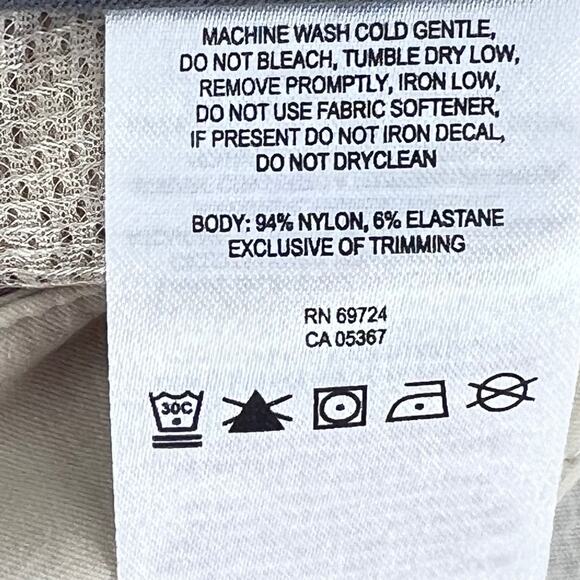 MACHINE WASH COLD GENTLE,
DO NOT BLEACH, TUMBLE DRY LOW,
REMOVE PROMPTLY, IRON LOW,
DO NOT USE FABRIC SOFTENER,
IF PRESENT DO NOT IRON DECAL,
DO NOT DRYCLEAN
BODY: 94% NYLON, 6% ELASTANE
EXCLUSIVE OF TRIMMING
RN 69724
CA 05367
30C